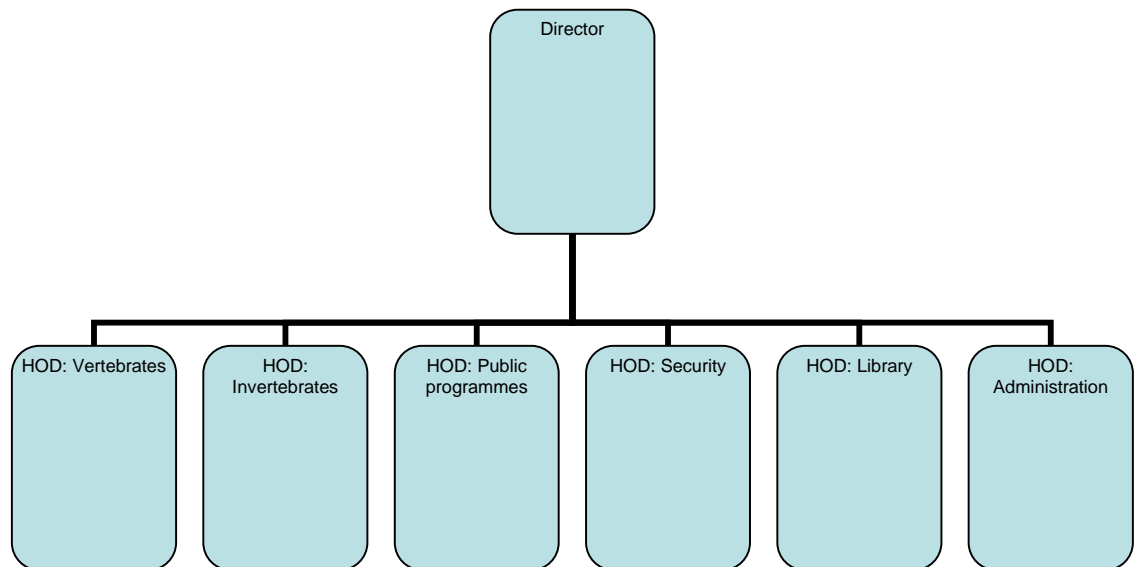 Director
HOD: Vertebrates
HOD:
Invertebrates
HOD: Public
programmes
HOD: Security
HOD: Library
HOD:
Administration